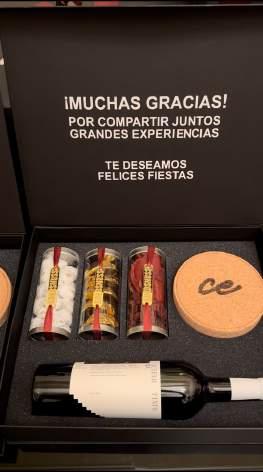 ¡MUCHAS GRACIAS!
POR COMPARTIR JUNTOS
GRANDES EXPERIENCIAS
TE DESEAMOS
FELICES FIESTAS
ce